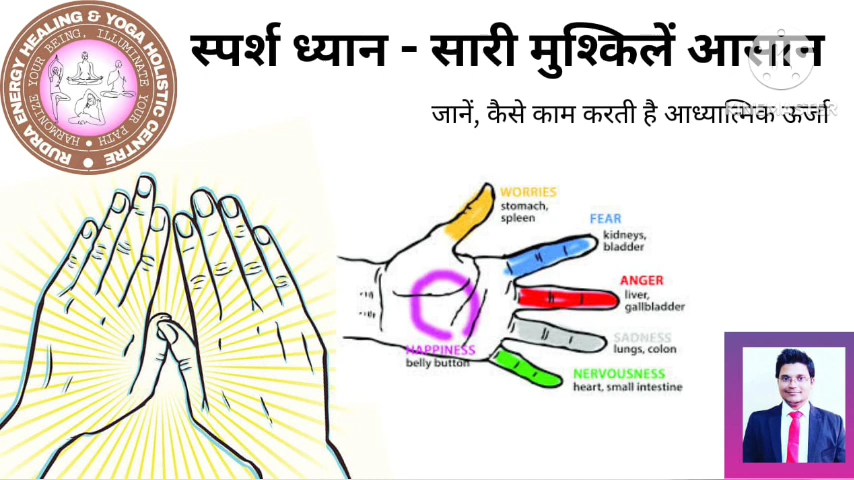 RUDRA ENERGY HEALING & YOGA HOLISTIC CENTRE
HARMONIZE YOUR BEING, ILLUMINATE YOUR PATH
स्पर्श ध्यान - सारी मुश्किलें आसान
जानें, कैसे काम करती है आध्यात्मिक ऊर्जा
KINEMASTER
WORRIES
stomach,
spleen
FEAR
kidneys,
bladder
ANGER
liver,
gallbladder
SADNESS
lungs, colon
HAPPINESS
belly button
NERVOUSNESS
heart, small intestine